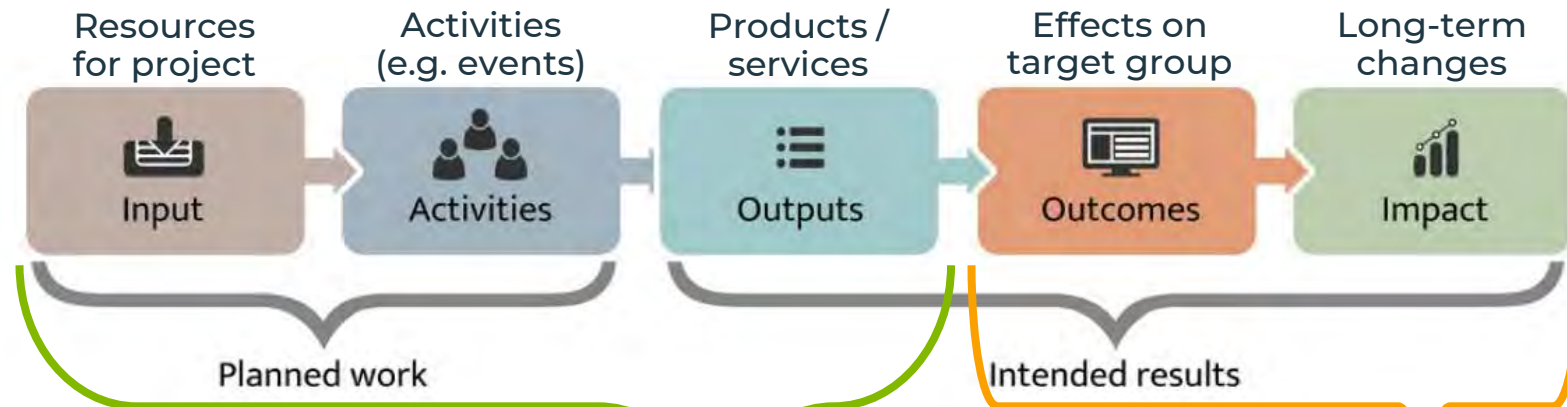 Resources
for project
Activities
(e.g. events)
Products /
services
Effects on
target group
Long-term
changes
Input
Activities
Outputs
Outcomes
Impact
Planned work
Intended results